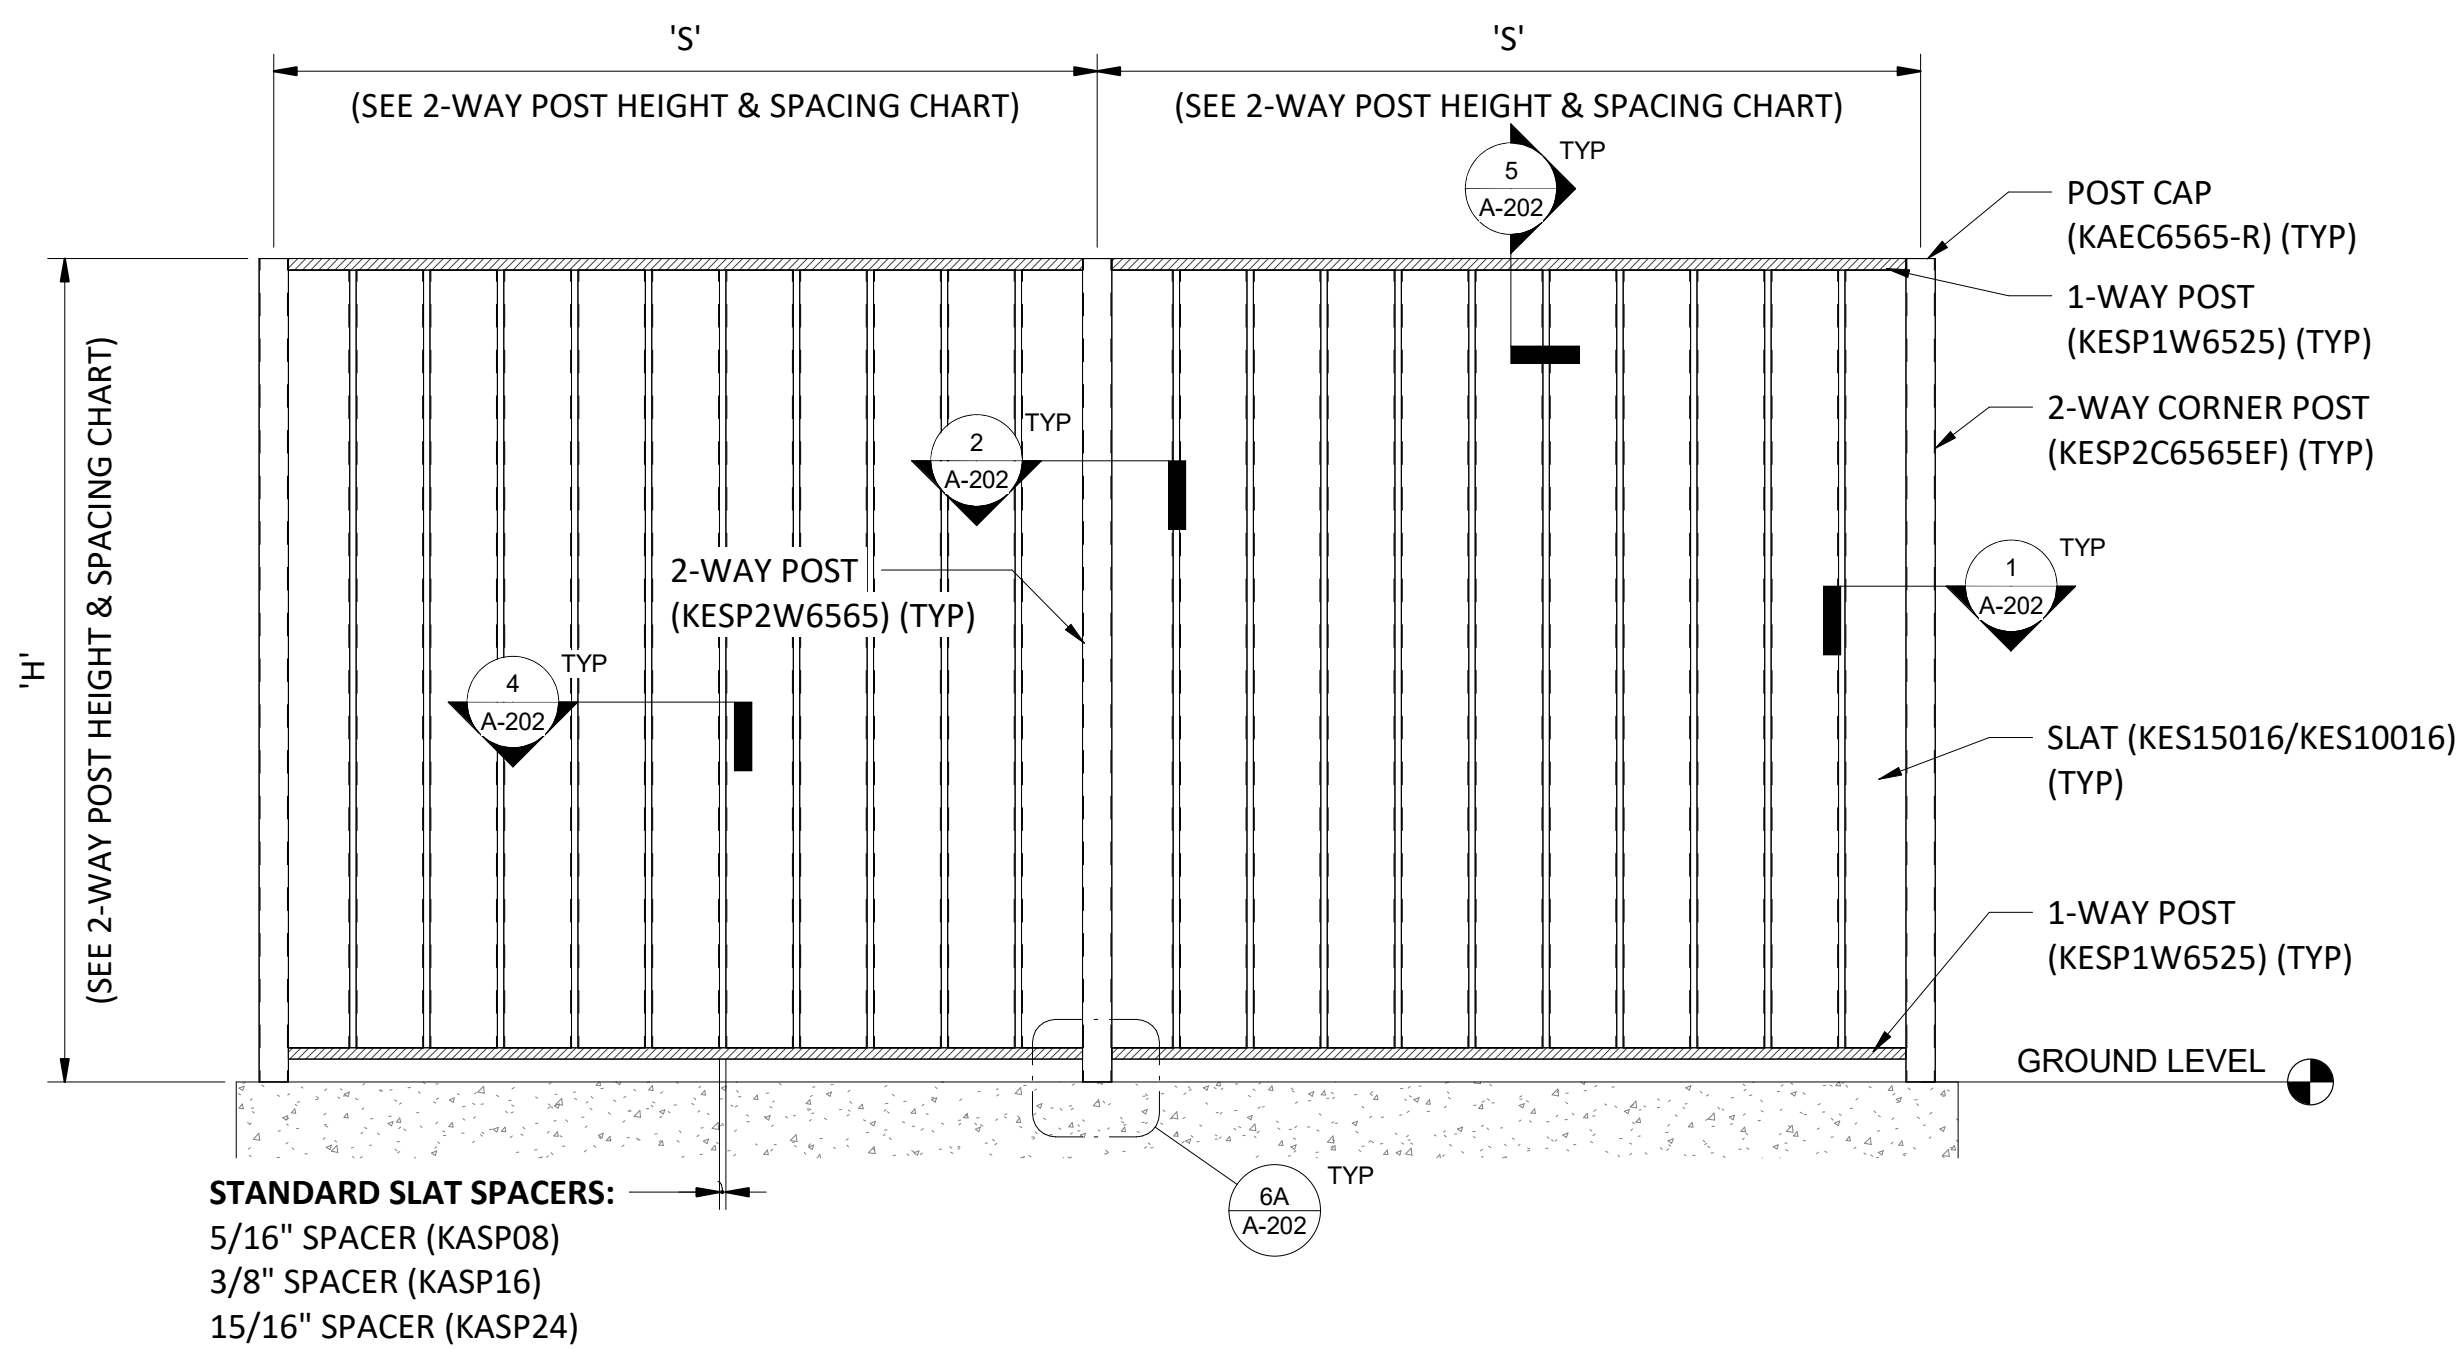 'S'
'S'
(SEE 2-WAY POST HEIGHT & SPACING CHART)
(SEE 2-WAY POST HEIGHT & SPACING CHART)
5
A-202
TYP
POST CAP
(KAEC6565-R) (TYP)
1-WAY POST
(KESP1W6525) (TYP)
2-WAY CORNER POST
(KESP2C6565EF) (TYP)
2
A-202
TYP
2-WAY POST
(KESP2W6565) (TYP)
1
A-202
TYP
4
A-202
TYP
'H'
(SEE 2-WAY POST HEIGHT & SPACING CHART)
SLAT (KES15016/KES10016)
(TYP)
1-WAY POST
(KESP1W6525) (TYP)
GROUND LEVEL
STANDARD SLAT SPACERS:
5/16" SPACER (KASP08)
3/8" SPACER (KASP16)
15/16" SPACER (KASP24)
6A
A-202
TYP